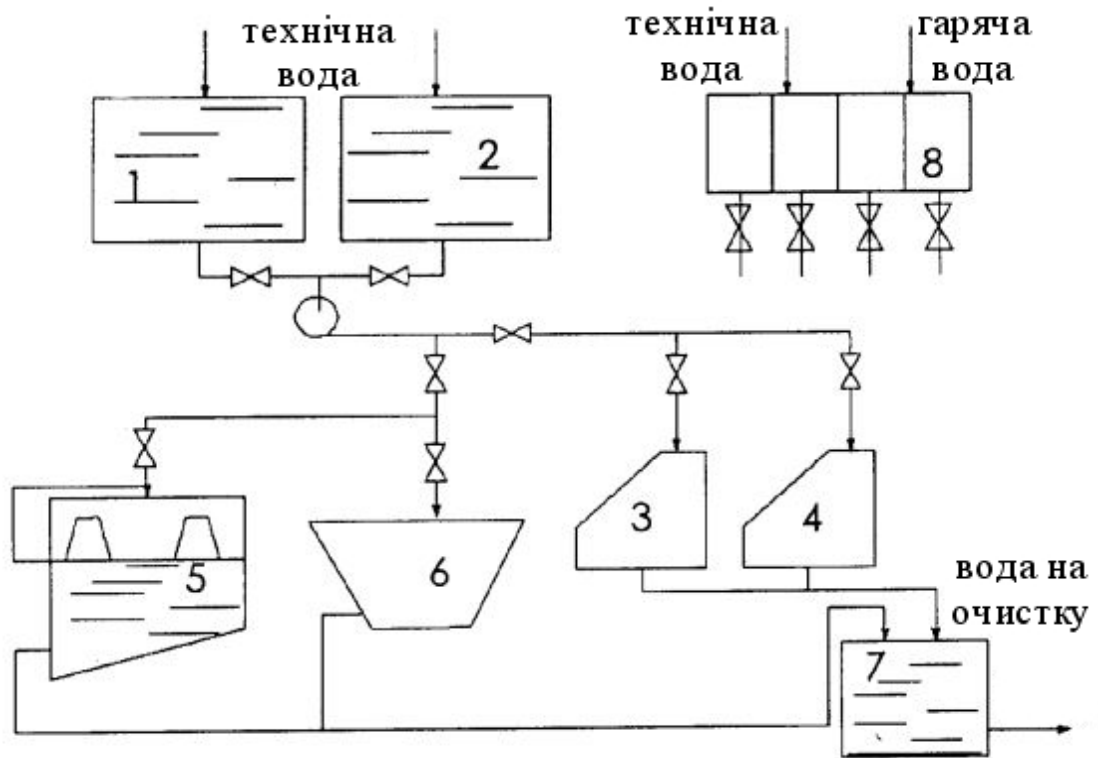 технічна
вода
технічна
вода
гаряча
вода
1
2
8
3
4
5
6
вода на
очистку
7